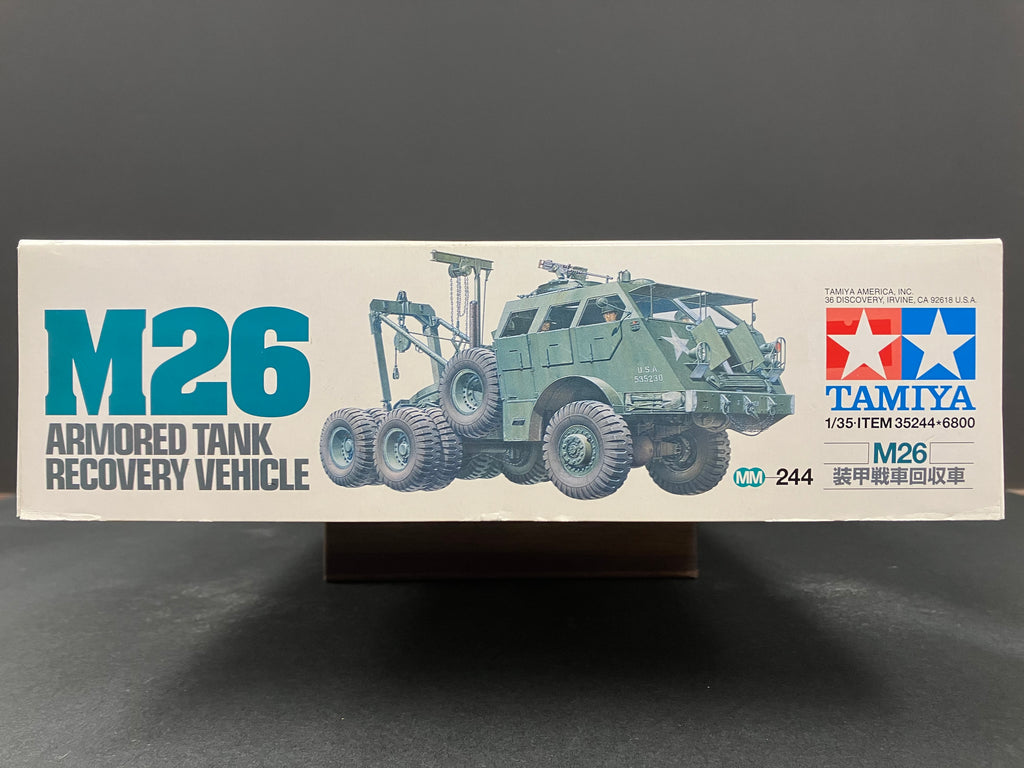 M26
ARMORED TANK
RECOVERY VEHICLE
U.S.A
535230
MM 244
TAMIYA AMERICA, INC.
36 DISCOVERY, IRVINE, CA 92618 U.S.A.
TAMIYA
1/35·ITEM 35244★6800
M26
装甲戦車回収車